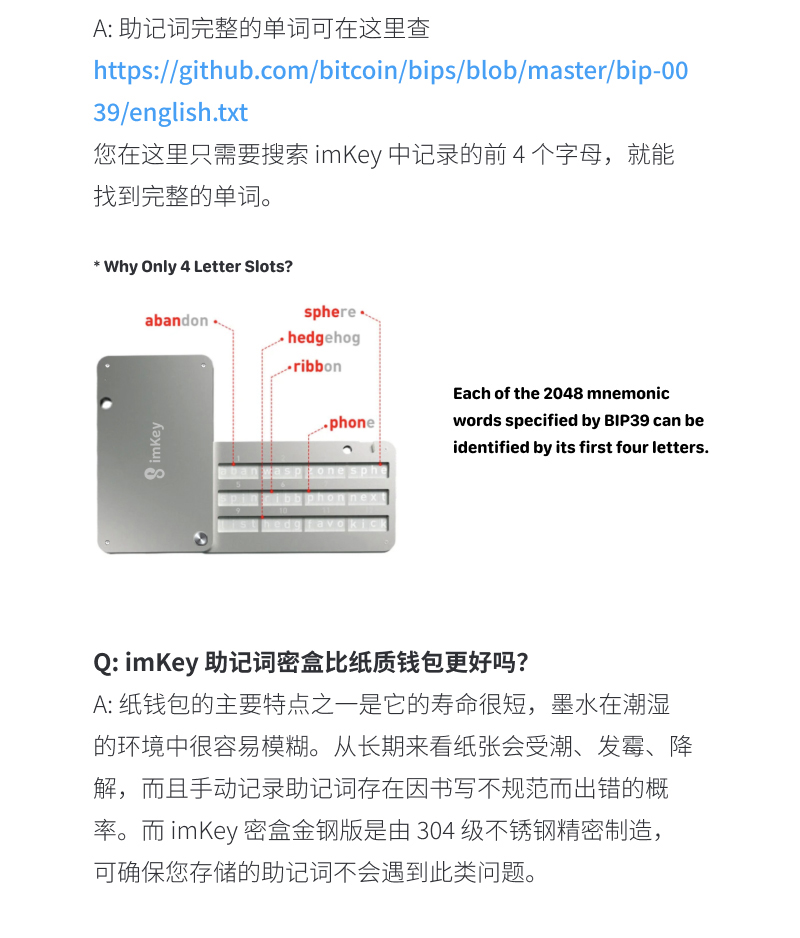 A: 助记词完整的单词可在这里查
https://github.com/bitcoin/bips/blob/master/bip-00
39/english.txt
您在这里只需要搜索 imKey 中记录的前 4 个字母，就能
找到完整的单词。
* Why Only 4 Letter Slots?
sphere
abandon
hedgehog
ribbon
phone
imKey
Each of the 2048 mnemonic
words specified by BIP39 can be
identified by its first four letters.
zone sphe
ribb phon next
hedg kick
Q: imKey 助记词密盒比纸质钱包更好吗？
A: 纸钱包的主要特点之一是它的寿命很短，墨水在潮湿
的环境中很容易模糊。从长期来看纸张会受潮、发霉、降
解，而且手动记录助记词存在因书写不规范而出错的概
率。而 imKey 密盒金钢版是由 304 级不锈钢精密制造，
可确保您存储的助记词不会遇到此类问题。